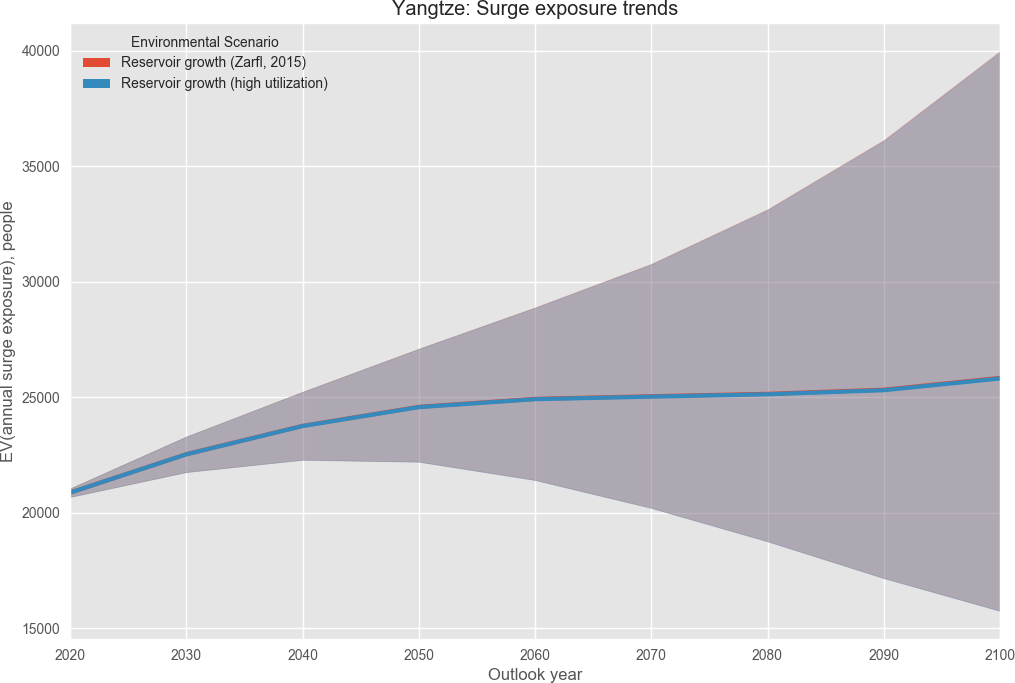 Yangtze: Surge exposure trends
Environmental Scenario
Reservoir growth (Zarfl, 2015)
Reservoir growth (high utilization)
EV(annual surge exposure), people
40000
35000
30000
25000
20000
15000
2020 2030 2040 2050 2060 2070 2080 2090 2100
Outlook year